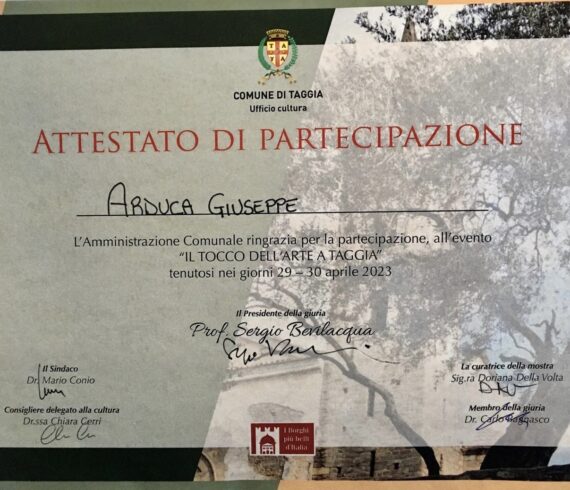 COMUNE DI TAGGIA
Ufficio cultura
ATTESTATO DI PARTECIPAZIONE
ARDUCA GIUSEPPE
L'Amministrazione Comunale ringrazia per la partecipazione, all'evento
"IL TOCCO DELL'ARTE A TAGGIA"
tenutosi nei giorni 29 – 30 aprile 2023
Il Presidente della giuria
Prof. Sergio Bevilacqua
Il Sindaco
Dr. Mario Conio
La curatrice della mostra
Sig.ra Doriana Della Volta
Consigliere delegato alla cultura
Dr.ssa Chiara Cerri
Membro della giuria
Dr. Carlo Bagnasco
I Borghi
più belli
d'Italia